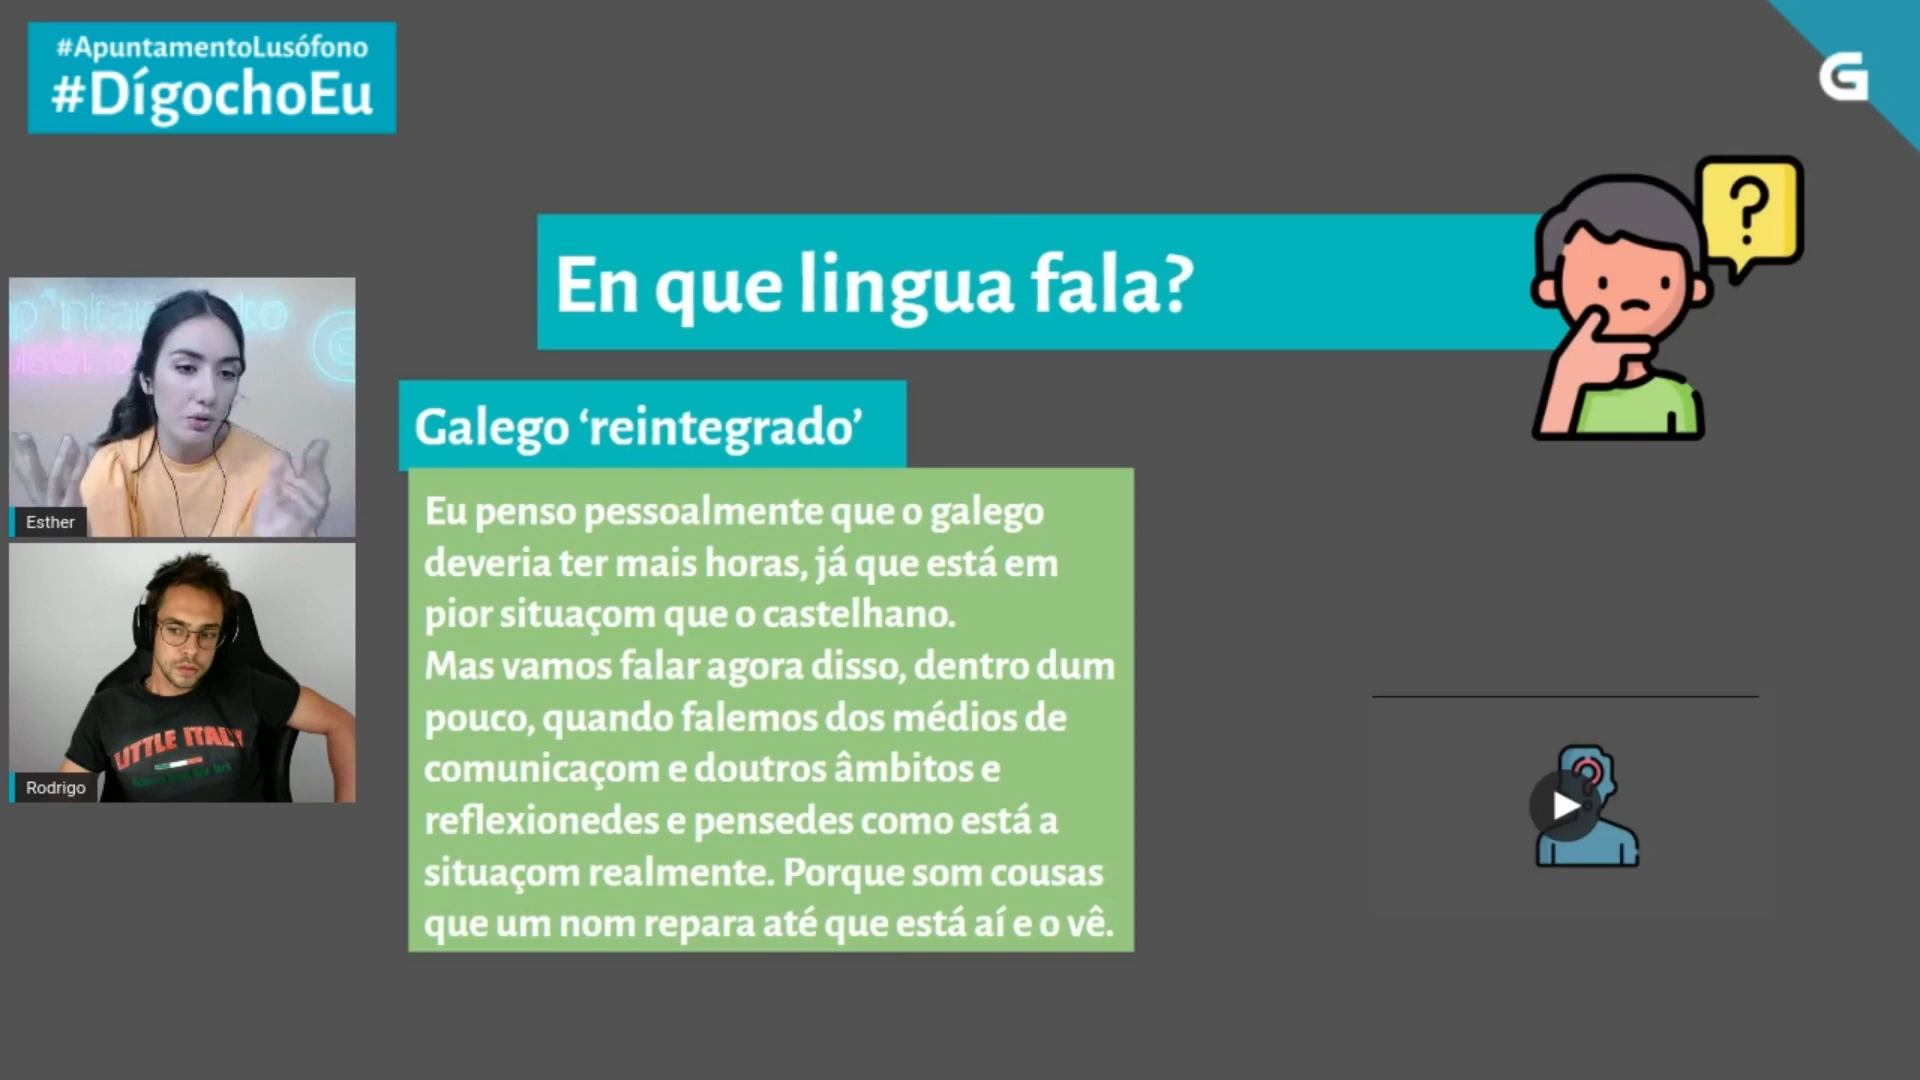 #ApuntamentoLusófono
#DígochoEu
G
En que lingua fala?
?
Galego ‘reintegrado’
Eu penso pessoalmente que o galego
deveria ter mais horas, já que está em
pior situaçom que o castelhano.
Mas vamos falar agora disso, dentro dum
pouco, quando falemos dos médios de
comunicaçom e doutros âmbitos e
reflexionedes e pensedes como está a
situaçom realmente. Porque som cousas
que um nom repara até que está aí e o vê.
Esther
LITTLE ITALY
Rodrigo